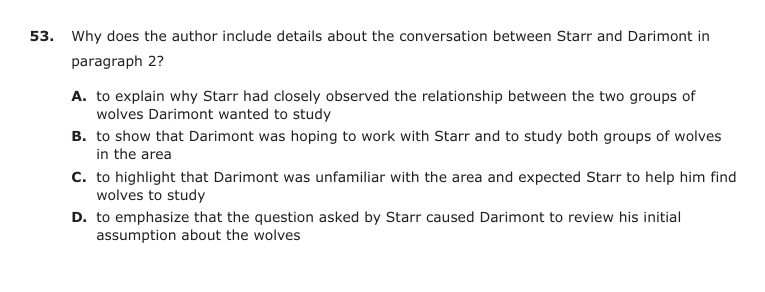 53. Why does the author include details about the conversation between Starr and Darimont in
paragraph 2?
A. to explain why Starr had closely observed the relationship between the two groups of
wolves Darimont wanted to study
B. to show that Darimont was hoping to work with Starr and to study both groups of wolves
in the area
C. to highlight that Darimont was unfamiliar with the area and expected Starr to help him find
wolves to study
D. to emphasize that the question asked by Starr caused Darimont to review his initial
assumption about the wolves